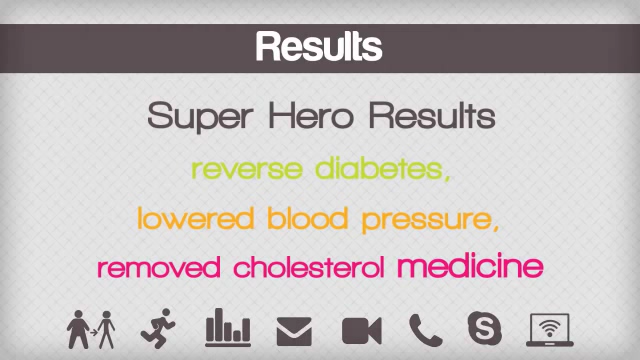 Results
Super Hero Results
reverse diabetes,
lowered blood pressure,
removed cholesterol medicine